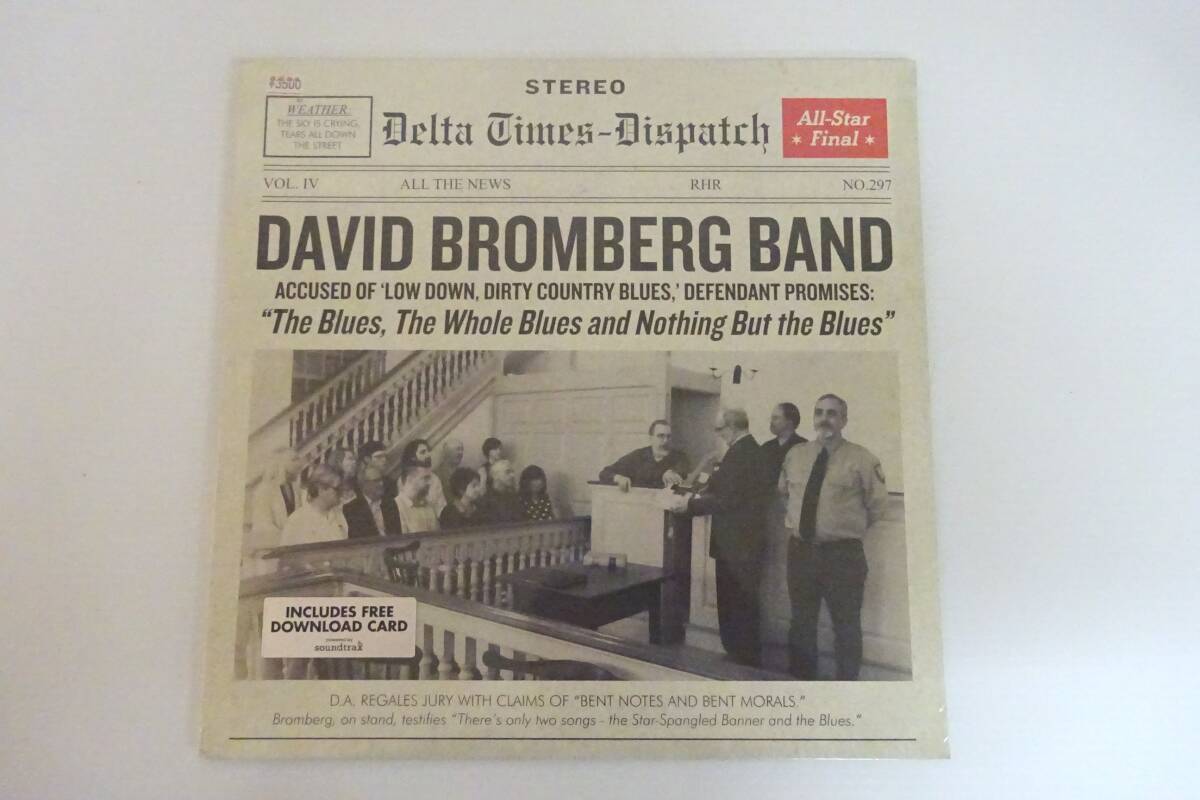 STEREO
¥3500
WEATHER:
THE SKY IS CRYING,
TEARS ALL DOWN
THE STREET
Delta Times-Dispatch
All-Star
* Final *
VOL. IV ALL THE NEWS RHR NO.297
DAVID BROMBERG BAND
ACCUSED OF ‘LOW DOWN, DIRTY COUNTRY BLUES,’ DEFENDANT PROMISES:
“The Blues, The Whole Blues and Nothing But the Blues”
INCLUDES FREE
DOWNLOAD CARD
powered by
soundtrax
D.A. REGALES JURY WITH CLAIMS OF “BENT NOTES AND BENT MORALS.”
Bromberg, on stand, testifies “There’s only two songs - the Star-Spangled Banner and the Blues.”